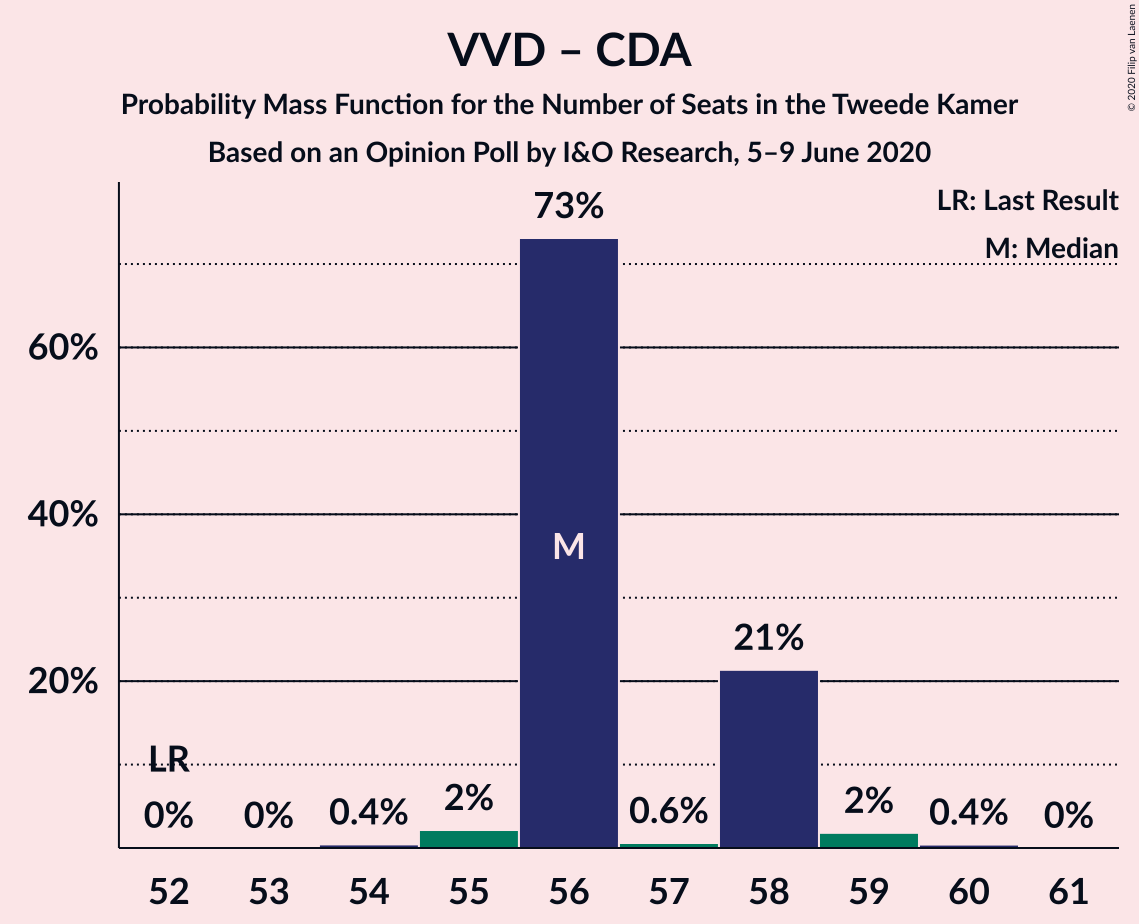 VVD – CDA
Probability Mass Function for the Number of Seats in the Tweede Kamer
Based on an Opinion Poll by I&O Research, 5–9 June 2020
© 2020 Filip van Laenen
LR: Last Result
M: Median
73%
60%
40%
M
21%
20%
LR
0%
0%
0.4%
2%
0.6%
2%
0.4%
0%
52 53 54 55 56 57 58 59 60 61